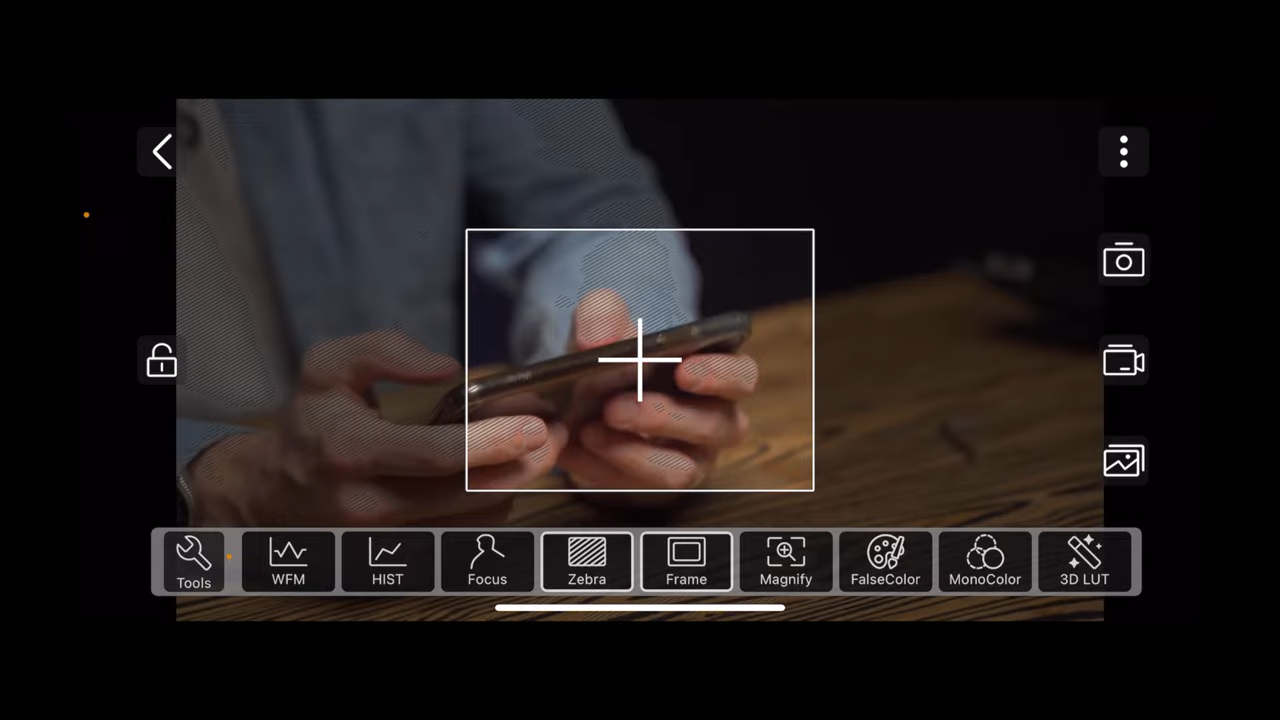 Tools
WFM
HIST
Focus
Zebra
Frame
Magnify
FalseColor
MonoColor
3D LUT